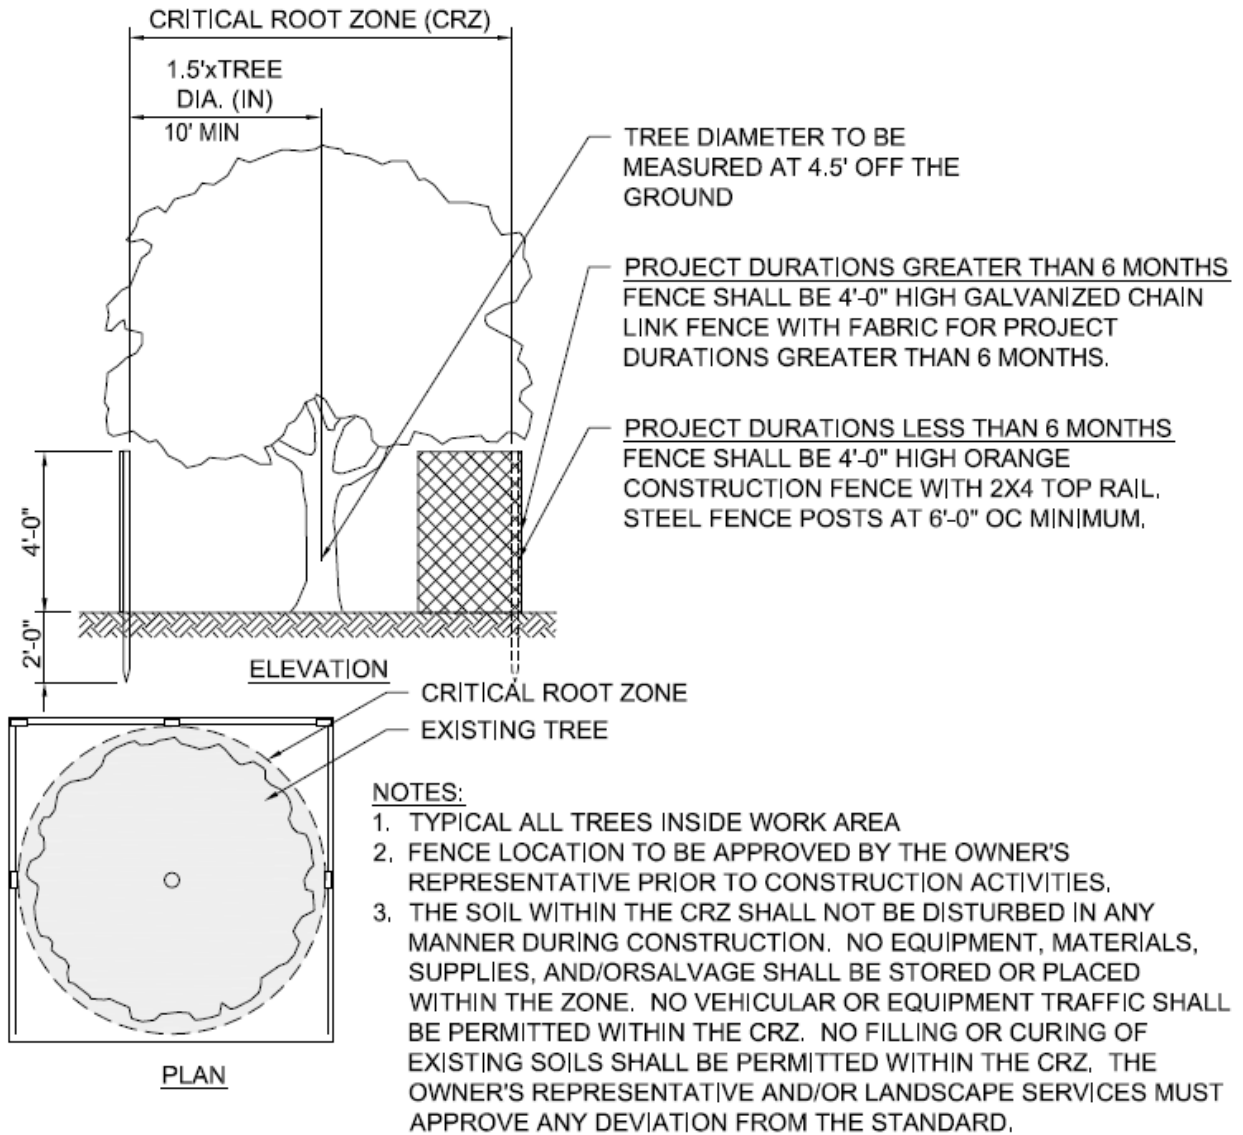 CRITICAL ROOT ZONE (CRZ)
1.5'xTREE
DIA. (IN)
10' MIN
TREE DIAMETER TO BE
MEASURED AT 4.5' OFF THE
GROUND
PROJECT DURATIONS GREATER THAN 6 MONTHS
FENCE SHALL BE 4'-0" HIGH GALVANIZED CHAIN
LINK FENCE WITH FABRIC FOR PROJECT
DURATIONS GREATER THAN 6 MONTHS.
PROJECT DURATIONS LESS THAN 6 MONTHS
FENCE SHALL BE 4'-0" HIGH ORANGE
CONSTRUCTION FENCE WITH 2X4 TOP RAIL,
STEEL FENCE POSTS AT 6'-0" OC MINIMUM.
4'-0"
2'-0"
ELEVATION
CRITICAL ROOT ZONE
EXISTING TREE
NOTES:
1. TYPICAL ALL TREES INSIDE WORK AREA
2. FENCE LOCATION TO BE APPROVED BY THE OWNER'S
REPRESENTATIVE PRIOR TO CONSTRUCTION ACTIVITIES.
3. THE SOIL WITHIN THE CRZ SHALL NOT BE DISTURBED IN ANY
MANNER DURING CONSTRUCTION. NO EQUIPMENT, MATERIALS,
SUPPLIES, AND/ORSALVAGE SHALL BE STORED OR PLACED
WITHIN THE ZONE. NO VEHICULAR OR EQUIPMENT TRAFFIC SHALL
BE PERMITTED WITHIN THE CRZ. NO FILLING OR CURING OF
EXISTING SOILS SHALL BE PERMITTED WITHIN THE CRZ. THE
OWNER'S REPRESENTATIVE AND/OR LANDSCAPE SERVICES MUST
APPROVE ANY DEVIATION FROM THE STANDARD.
PLAN